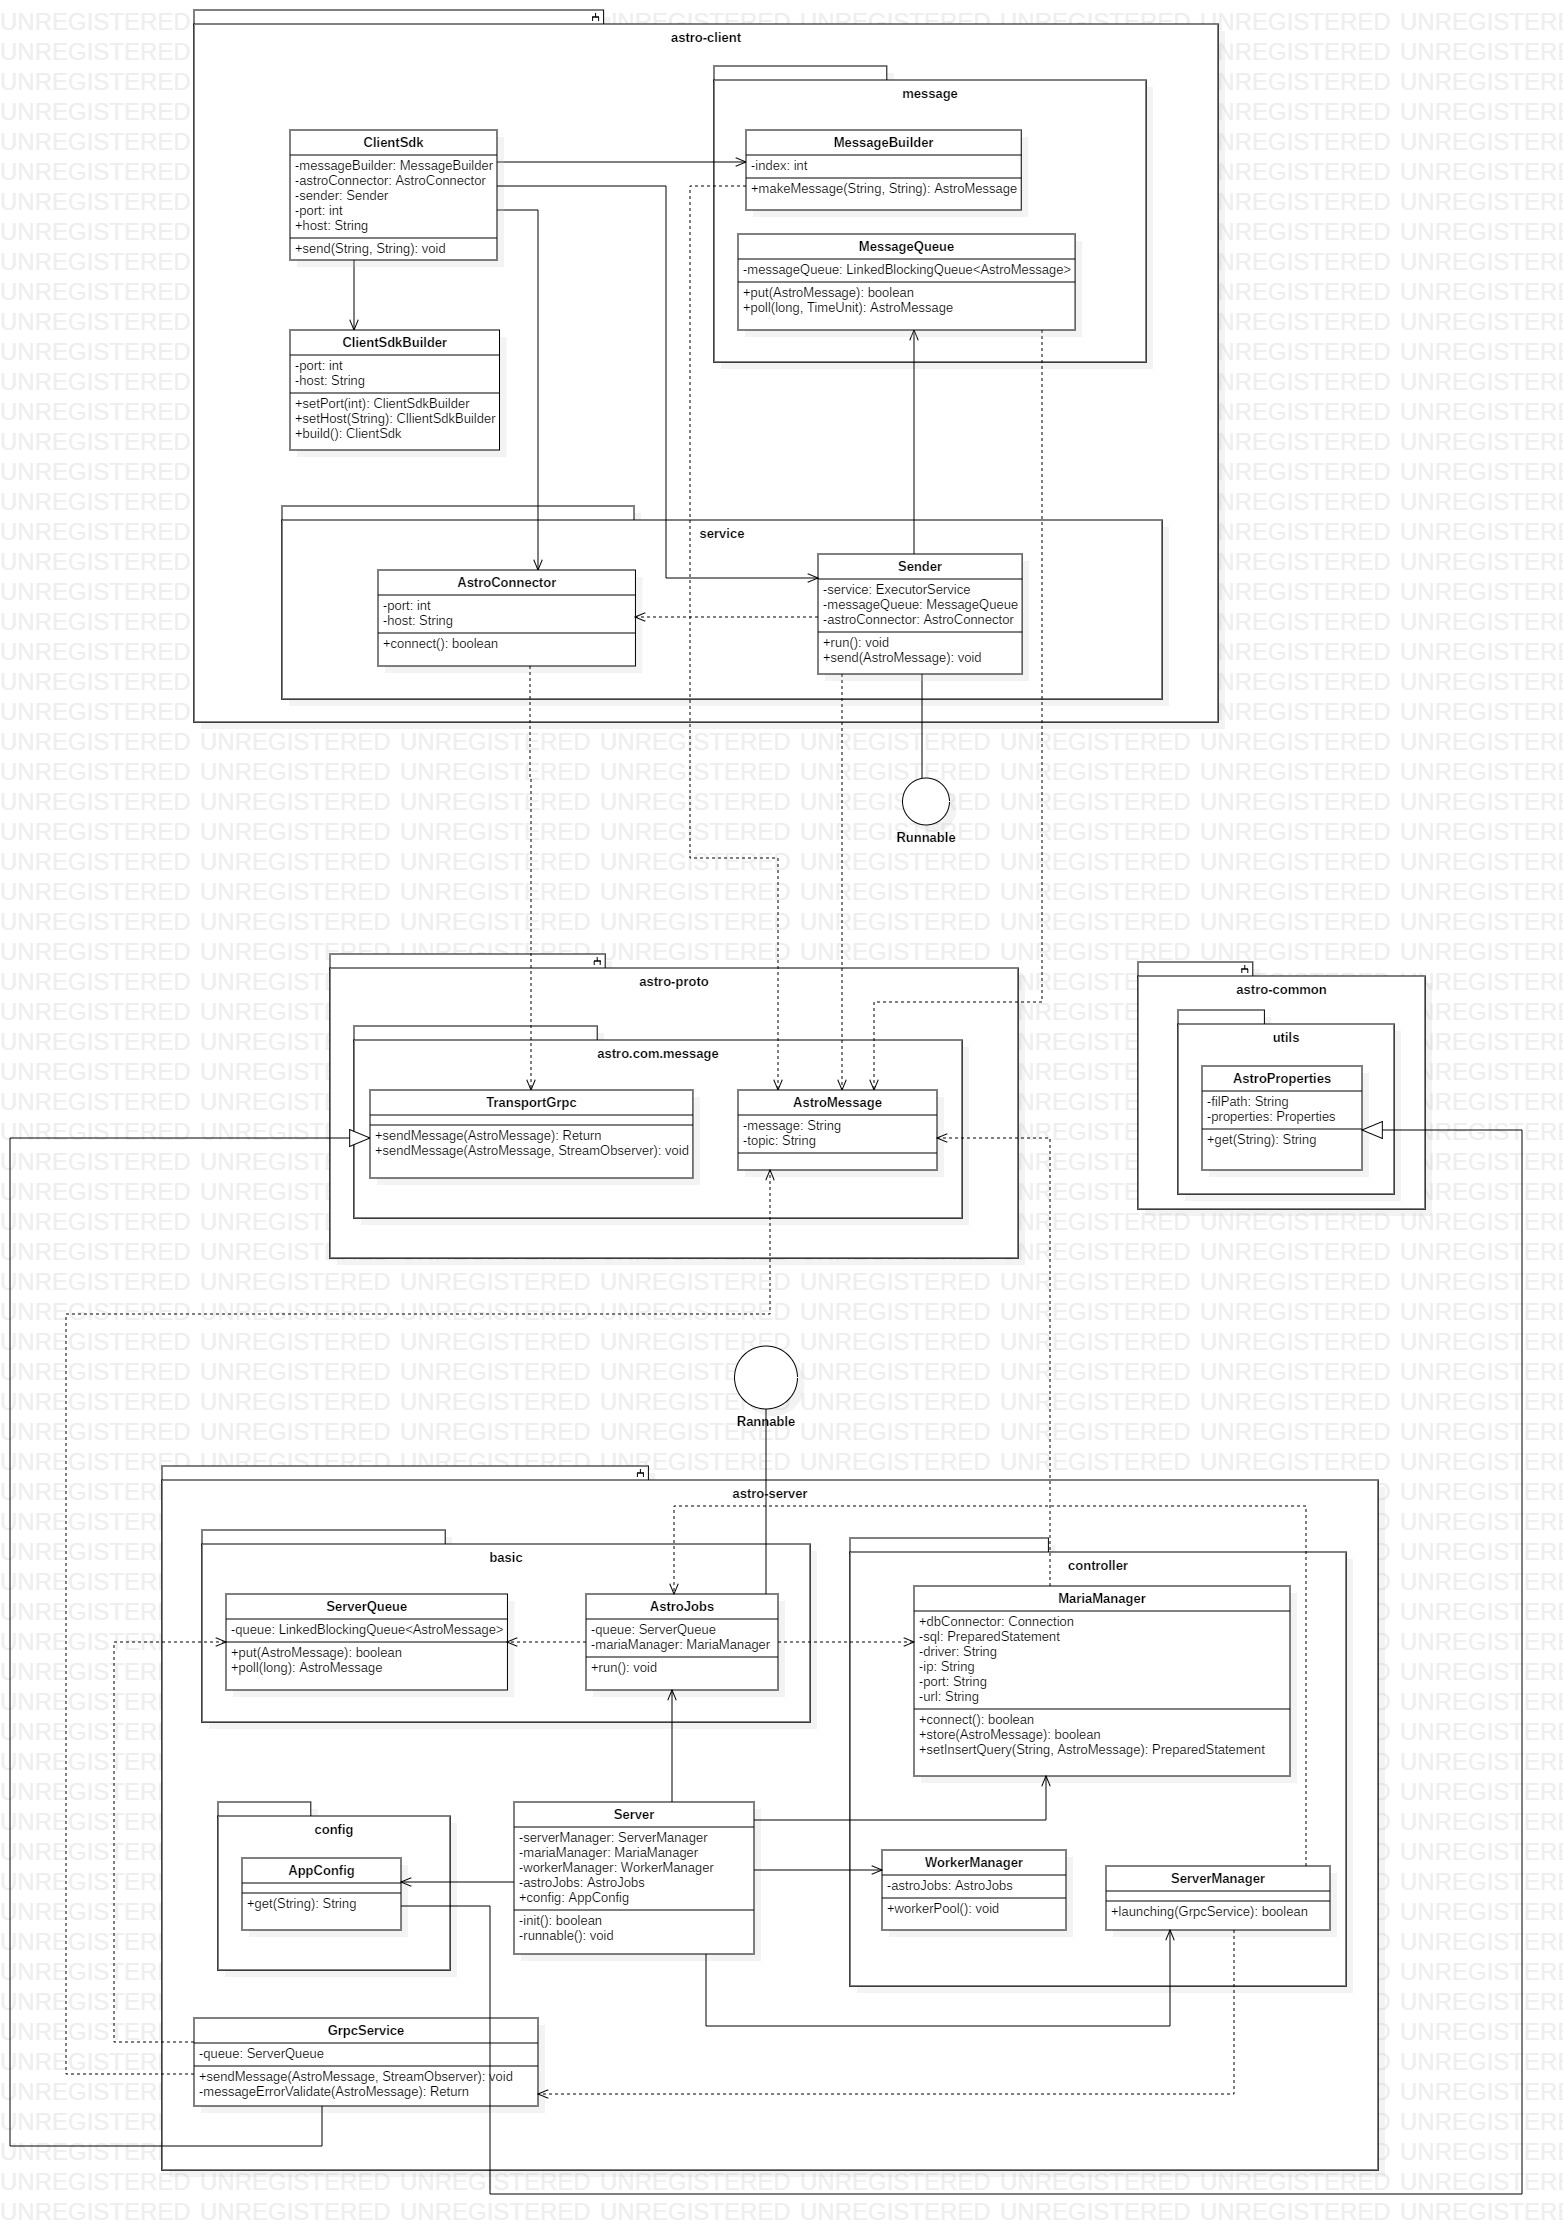 astro-client
message
ClientSdk
-messageBuilder: MessageBuilder
-astroConnector: AstroConnector
-sender: Sender
-port: int
+host: String
+send(String, String): void
MessageBuilder
-index: int
+makeMessage(String, String): AstroMessage
MessageQueue
-messageQueue: LinkedBlockingQueue<AstroMessage>
+put(AstroMessage): boolean
+poll(long, TimeUnit): AstroMessage
ClientSdkBuilder
-port: int
-host: String
+setPort(int): ClientSdkBuilder
+setHost(String): CllientSdkBuilder
+build(): ClientSdk
service
AstroConnector
-port: int
-host: String
+connect(): boolean
Sender
-service: ExecutorService
-messageQueue: MessageQueue
-astroConnector: AstroConnector
+run(): void
+send(AstroMessage): void
Runnable
astro-proto
astro.com.message
TransportGrpc
+sendMessage(AstroMessage): Return
+sendMessage(AstroMessage, StreamObserver): void
AstroMessage
-message: String
-topic: String
astro-common
utils
AstroProperties
-filPath: String
-properties: Properties
+get(String): String
Rannable
astro-server
basic
ServerQueue
-queue: LinkedBlockingQueue<AstroMessage>
+put(AstroMessage): boolean
+poll(long): AstroMessage
AstroJobs
-queue: ServerQueue
-mariaManager: MariaManager
+run(): void
controller
MariaManager
+dbConnector: Connection
-sql: PreparedStatement
-driver: String
-ip: String
-port: String
-url: String
+connect(): boolean
+store(AstroMessage): boolean
+setInsertQuery(String, AstroMessage): PreparedStatement
config
AppConfig
+get(String): String
Server
-serverManager: ServerManager
-mariaManager: MariaManager
-workerManager: WorkerManager
-astroJobs: AstroJobs
+config: AppConfig
-init(): boolean
-runnable(): void
WorkerManager
-astroJobs: AstroJobs
+workerPool(): void
ServerManager
+launching(GrpcService): boolean
GrpcService
-queue: ServerQueue
+sendMessage(AstroMessage, StreamObserver): void
-messageErrorValidate(AstroMessage): Return
UNREGISTERED